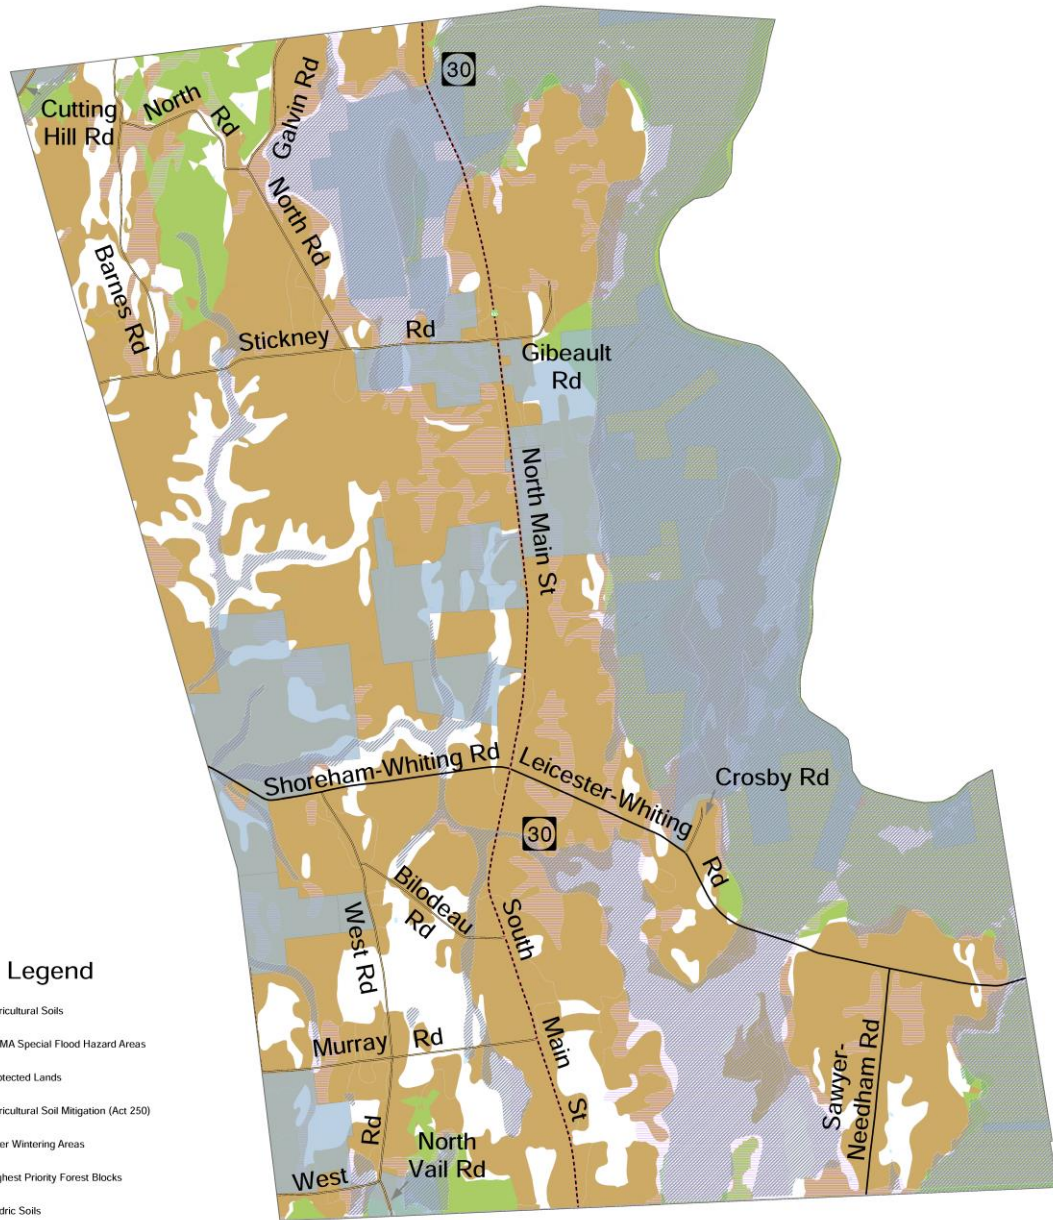 30
Cutting
Hill Rd
North
Rd
Galvin Rd
North Rd
Barnes Rd
Stickney
Rd
Gibeault
Rd
North Main St
Shoreham-Whiting Rd
Leicester-Whiting
Rd
Crosby Rd
30
Bilodeau
Rd
West Rd
South
Main
St
Murray
Rd
Sawyer-
Needham Rd
West
Rd
North
Vail Rd
Legend
ricultural Soils
MA Special Flood Hazard Areas
otected Lands
ricultural Soil Mitigation (Act 250)
er Wintering Areas
ghest Priority Forest Blocks
dric Soils